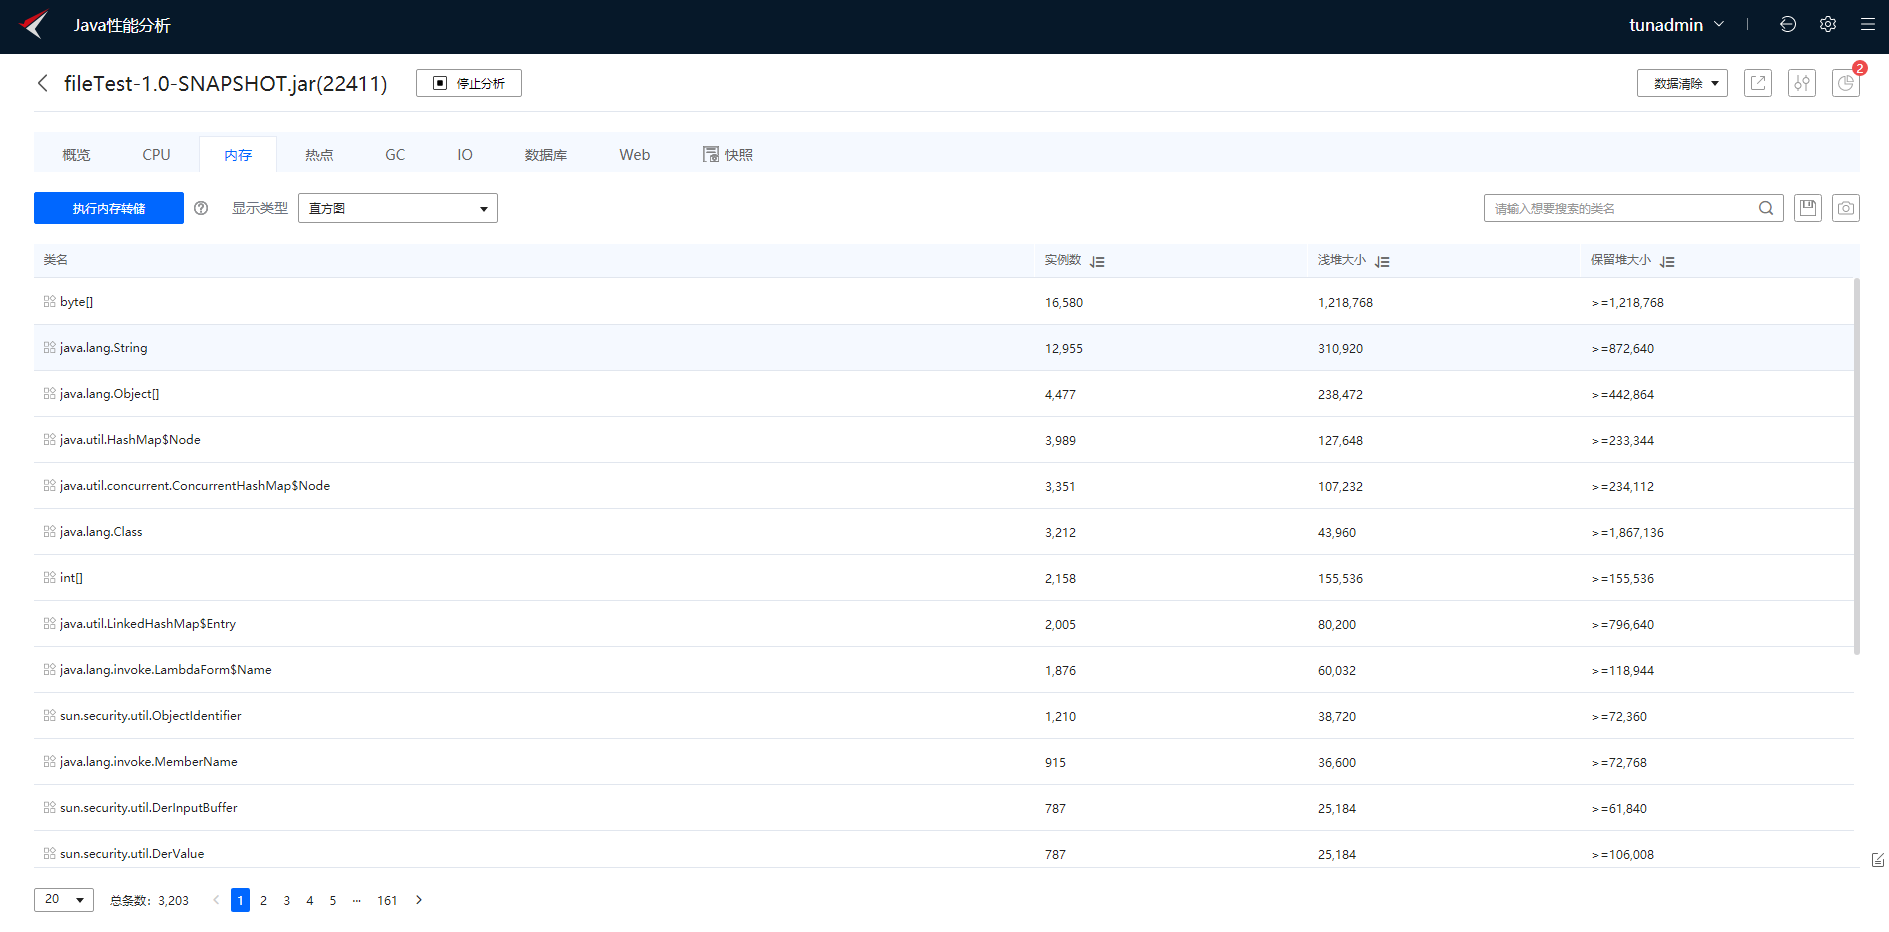 Java性能分析
tunadmin
fileTest-1.0-SNAPSHOT.jar(22411) 停止分析 数据清除 2
概览 CPU 内存 热点 GC IO 数据库 Web 快照
执行内存转储 ? 显示类型 直方图 请输入想要搜索的类名
类名 实例数 浅堆大小 保留堆大小
byte[] 16,580 1,218,768 >=1,218,768
java.lang.String 12,955 310,920 >=872,640
java.lang.Object[] 4,477 238,472 >=442,864
java.util.HashMap$Node 3,989 127,648 >=233,344
java.util.concurrent.ConcurrentHashMap$Node 3,351 107,232 >=234,112
java.lang.Class 3,212 43,960 >=1,867,136
int[] 2,158 155,536 >=155,536
java.util.LinkedHashMap$Entry 2,005 80,200 >=796,640
java.lang.invoke.LambdaForm$Name 1,876 60,032 >=118,944
sun.security.util.ObjectIdentifier 1,210 38,720 >=72,360
java.lang.invoke.MemberName 915 36,600 >=72,768
sun.security.util.DerInputBuffer 787 25,184 >=61,840
sun.security.util.DerValue 787 25,184 >=106,008
20 总条数: 3,203 < 1 2 3 4 5 ... 161 >